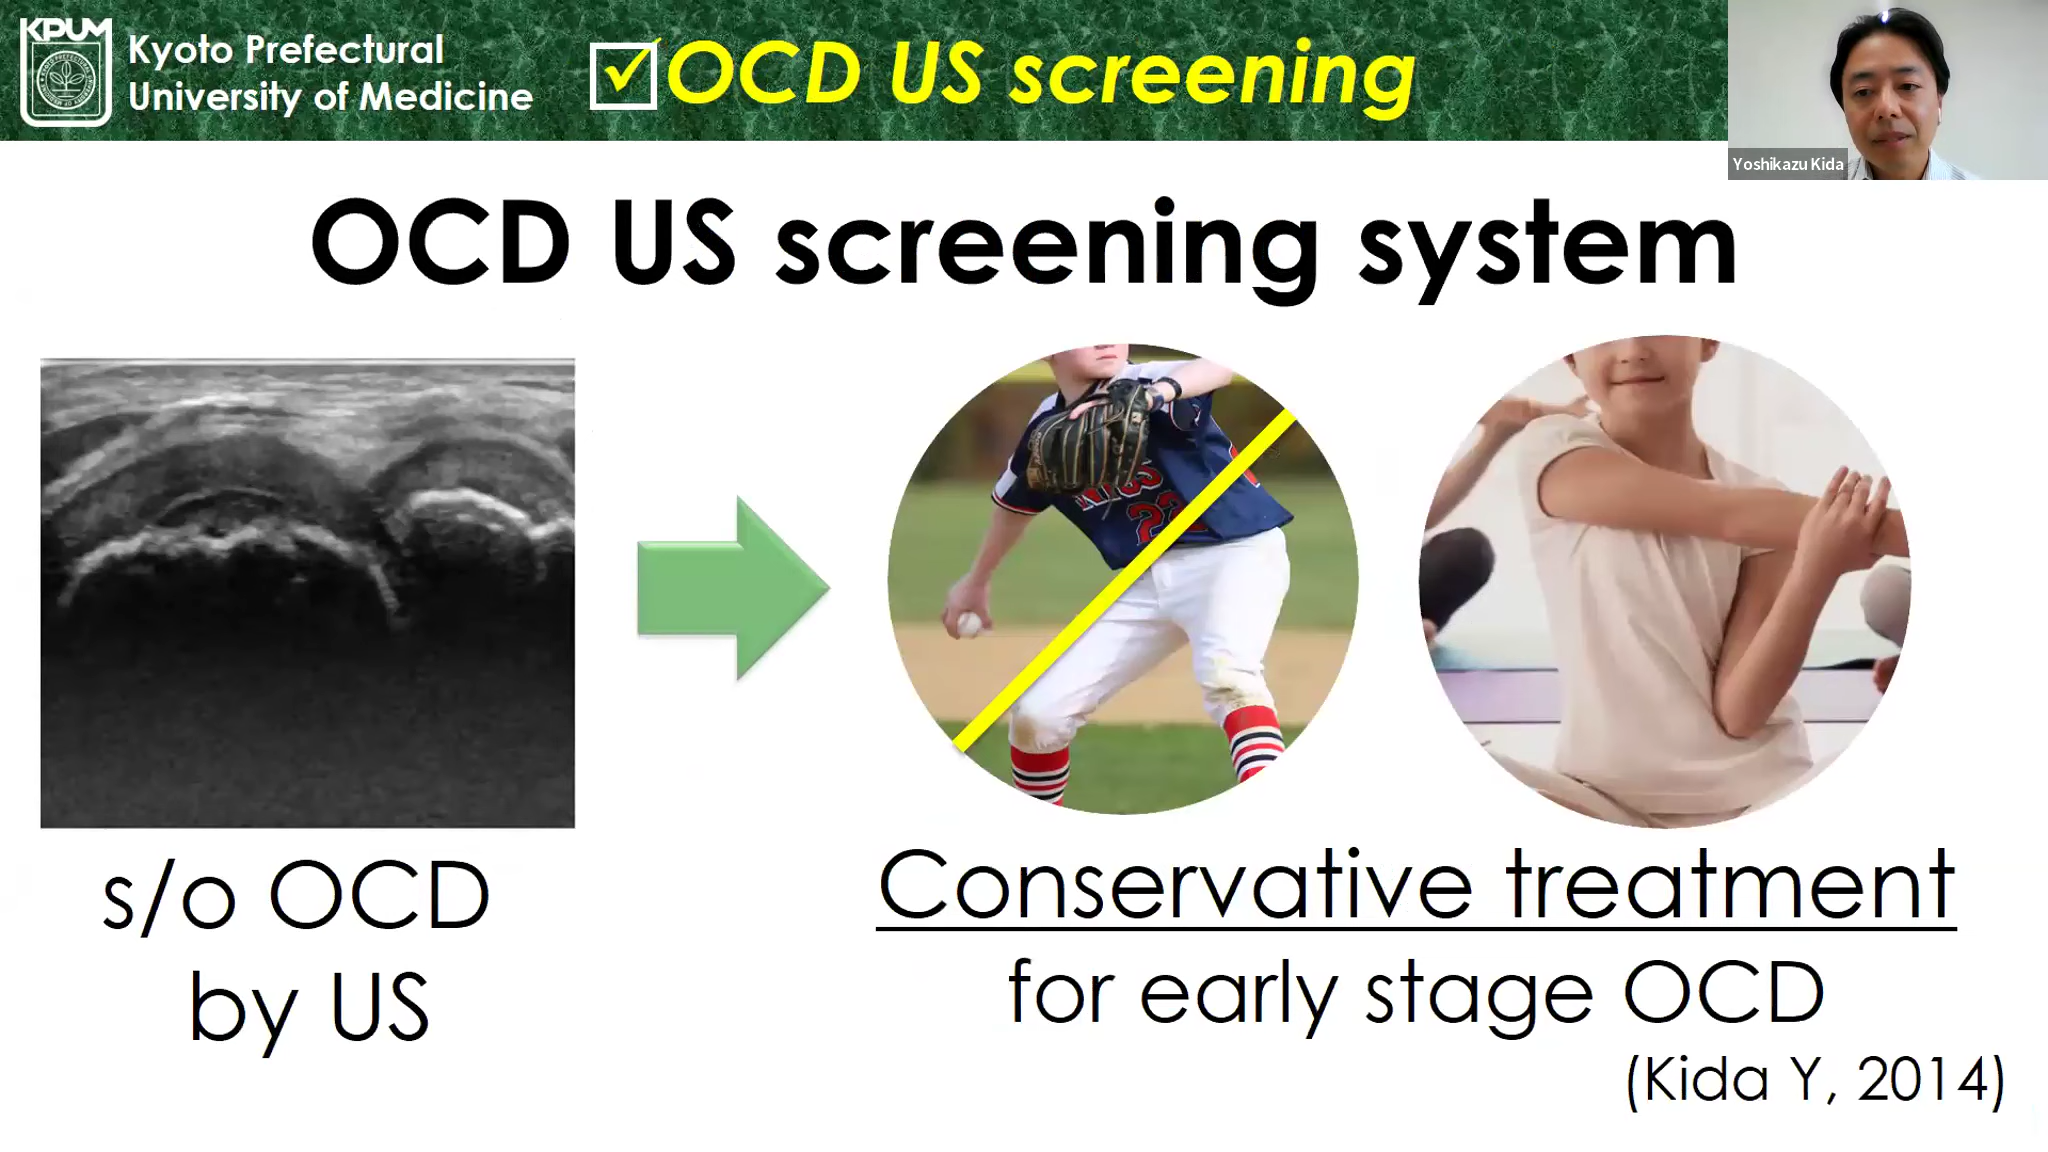 KPUM
Kyoto Prefectural
University of Medicine
OCD US screening
Yoshikazu Kida
OCD US screening system
22
s/o OCD
by US
Conservative treatment
for early stage OCD
(Kida Y, 2014)